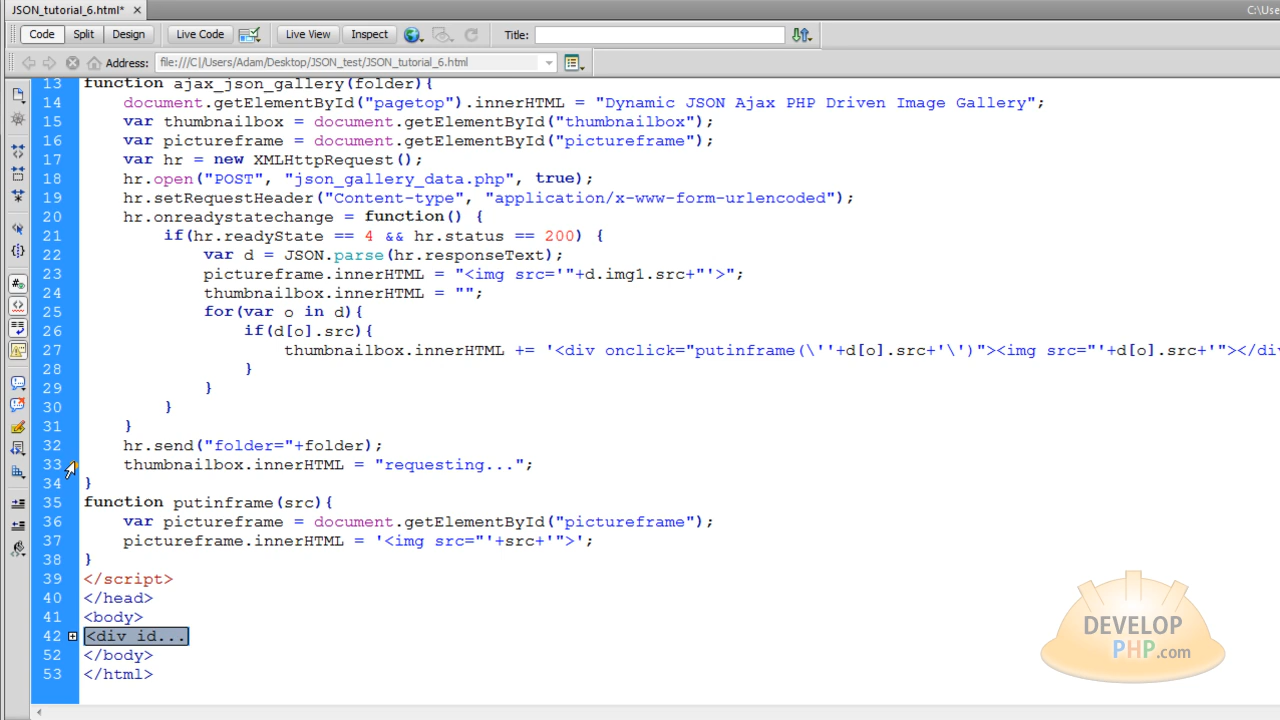 JSON_tutorial_6.html*
C:\Use
Code Split Design Live Code Live View Inspect Title:
Address: file:///C|/Users/Adam/Desktop/JSON_test/JSON_tutorial_6.html
13 function ajax_json_gallery(folder){
14 document.getElementById("pagetop").innerHTML = "Dynamic JSON Ajax PHP Driven Image Gallery";
15 var thumbnailbox = document.getElementById("thumbnailbox");
16 var pictureframe = document.getElementById("pictureframe");
17 var hr = new XMLHttpRequest();
18 hr.open("POST", "json_gallery_data.php", true);
19 hr.setRequestHeader("Content-type", "application/x-www-form-urlencoded");
20 hr.onreadystatechange = function() {
21 if(hr.readyState == 4 && hr.status == 200) {
22 var d = JSON.parse(hr.responseText);
23 pictureframe.innerHTML = "<img src='"+d.img1.src+"'>";
24 thumbnailbox.innerHTML = "";
25 for(var o in d){
26 if(d[o].src){
27 thumbnailbox.innerHTML += '<div onclick="putinframe(\''+d[o].src+'\')"><img src="'+d[o].src+'"></div
28 }
29 }
30 }
31 }
32 hr.send("folder="+folder);
33 thumbnailbox.innerHTML = "requesting...";
34 }
35 function putinframe(src){
36 var pictureframe = document.getElementById("pictureframe");
37 pictureframe.innerHTML = '<img src="'+src+'">';
38 }
39 </script>
40 </head>
41 <body>
42 <div id...
52 </body>
53 </html>
DEVELOP
PHP.com